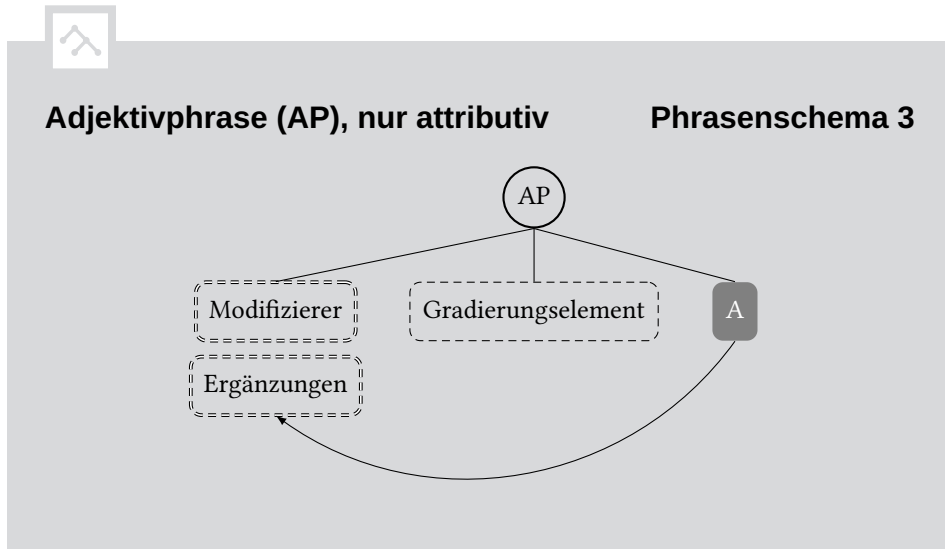 Adjektivphrase (AP), nur attributiv Phrasenschema 3
AP
Modifizierer Gradierungselement A
Ergänzungen